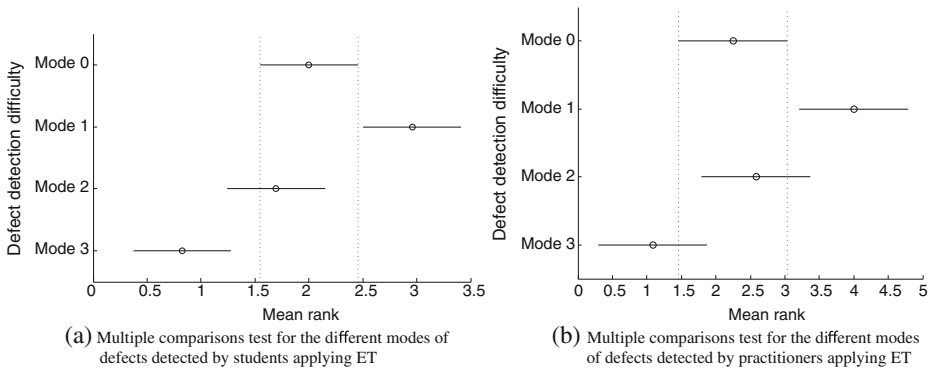 Defect detection difficulty
Mode 0
Mode 1
Mode 2
Mode 3
0 0.5 1 1.5 2 2.5 3 3.5
Mean rank
(a) Multiple comparisons test for the different modes of
defects detected by students applying ET
Defect detection difficulty
Mode 0
Mode 1
Mode 2
Mode 3
0 0.5 1 1.5 2 2.5 3 3.5 4 4.5 5
Mean rank
(b) Multiple comparisons test for the different modes
of defects detected by practitioners applying ET